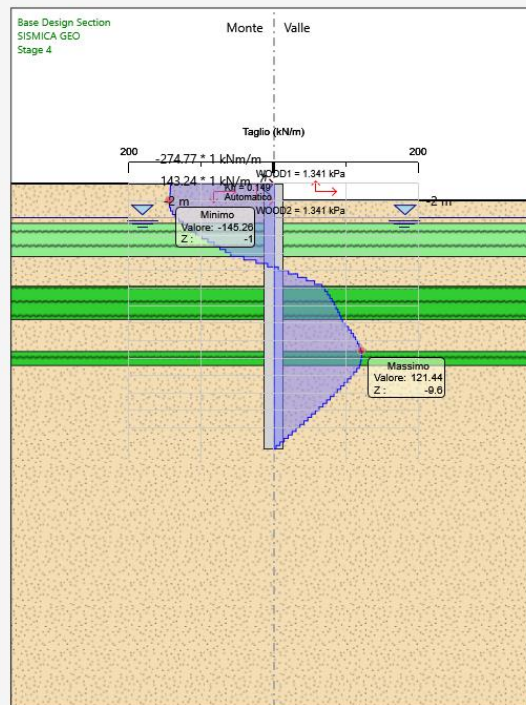 Base Design Section
SISMICA GEO
Stage 4
Monte Valle
Taglio (kN/m)
200 200
-274.77 * 1 kNm/m
143.24 * 1 kN/m
WOOD1 = 1.341 kPa
Kh = 0.149
Automatico
-2 m -2 m
WOOD2 = 1.341 kPa
Minimo
Valore: -145.26
Z : -1
Massimo
Valore: 121.44
Z : -9.6